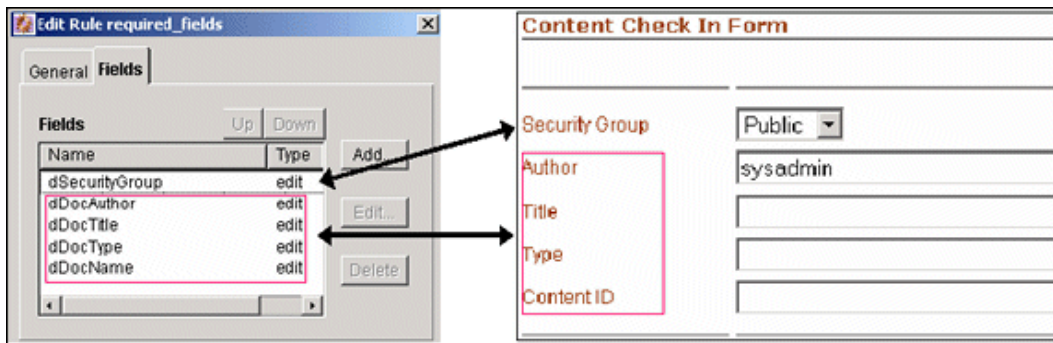 Edit Rule required_fields
General Fields
Fields
Up Down
Name Type
Add...
dSecurityGroup edit
dDocAuthor edit
dDocTitle edit
dDocType edit
dDocName edit
Edit...
Delete
Content Check In Form
Security Group Public
Author sysadmin
Title
Type
Content ID